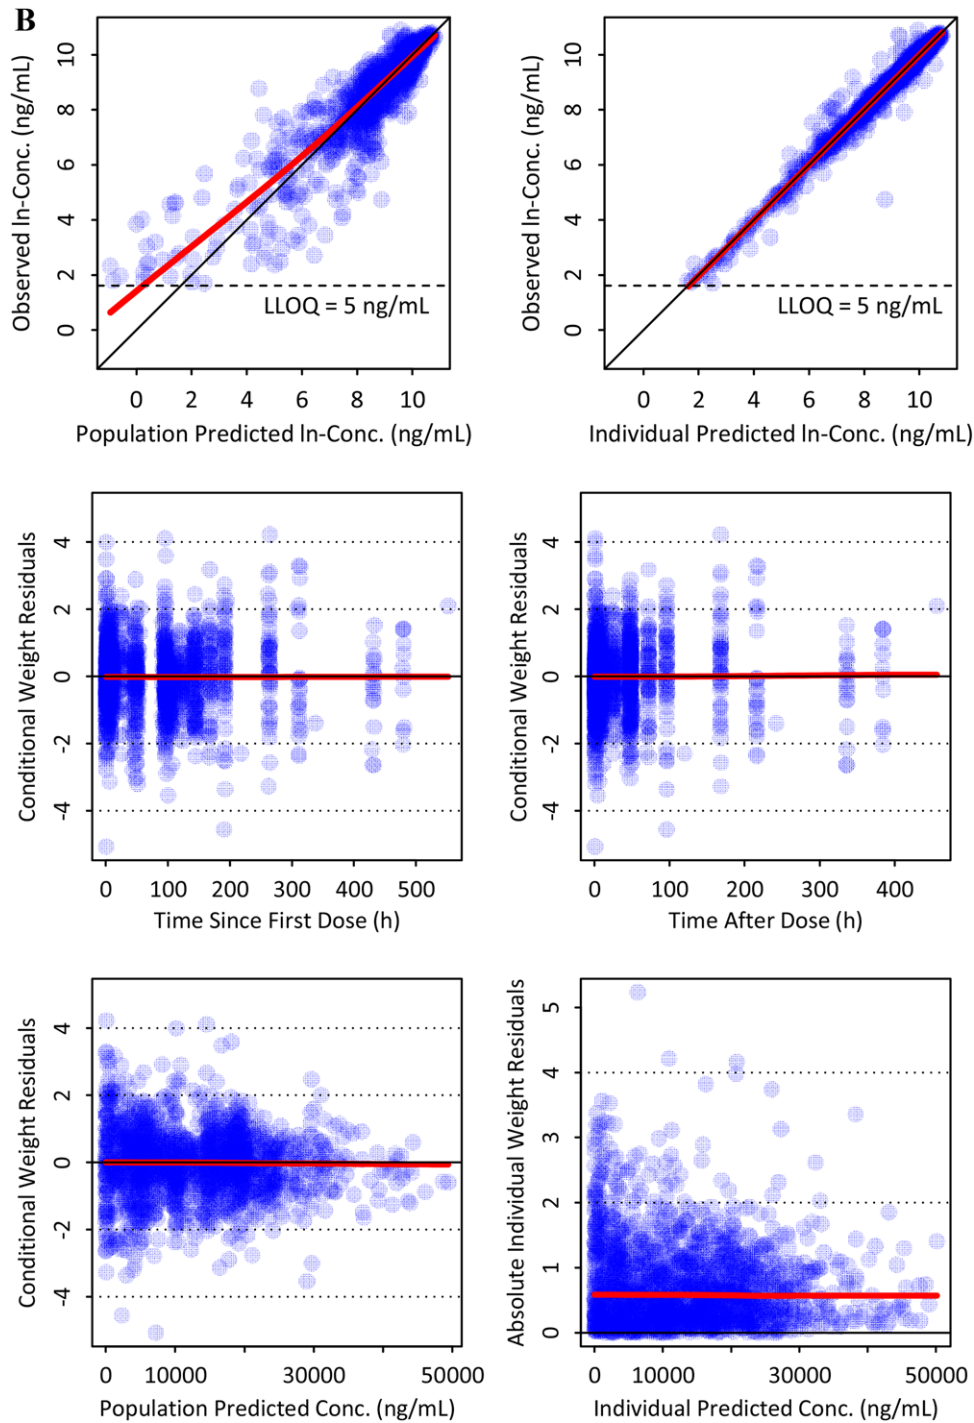 B
Observed ln-Conc. (ng/mL)
0 2 4 6 8 10
LLOQ = 5 ng/mL
0 2 4 6 8 10
Population Predicted ln-Conc. (ng/mL)
Observed ln-Conc. (ng/mL)
0 2 4 6 8 10
LLOQ = 5 ng/mL
0 2 4 6 8 10
Individual Predicted ln-Conc. (ng/mL)
Conditional Weight Residuals
-4 -2 0 2 4
0 100 200 300 400 500
Time Since First Dose (h)
Conditional Weight Residuals
-4 -2 0 2 4
0 100 200 300 400
Time After Dose (h)
Conditional Weight Residuals
-4 -2 0 2 4
0 10000 30000 50000
Population Predicted Conc. (ng/mL)
Absolute Individual Weight Residuals
0 1 2 3 4 5
0 10000 30000 50000
Individual Predicted Conc. (ng/mL)